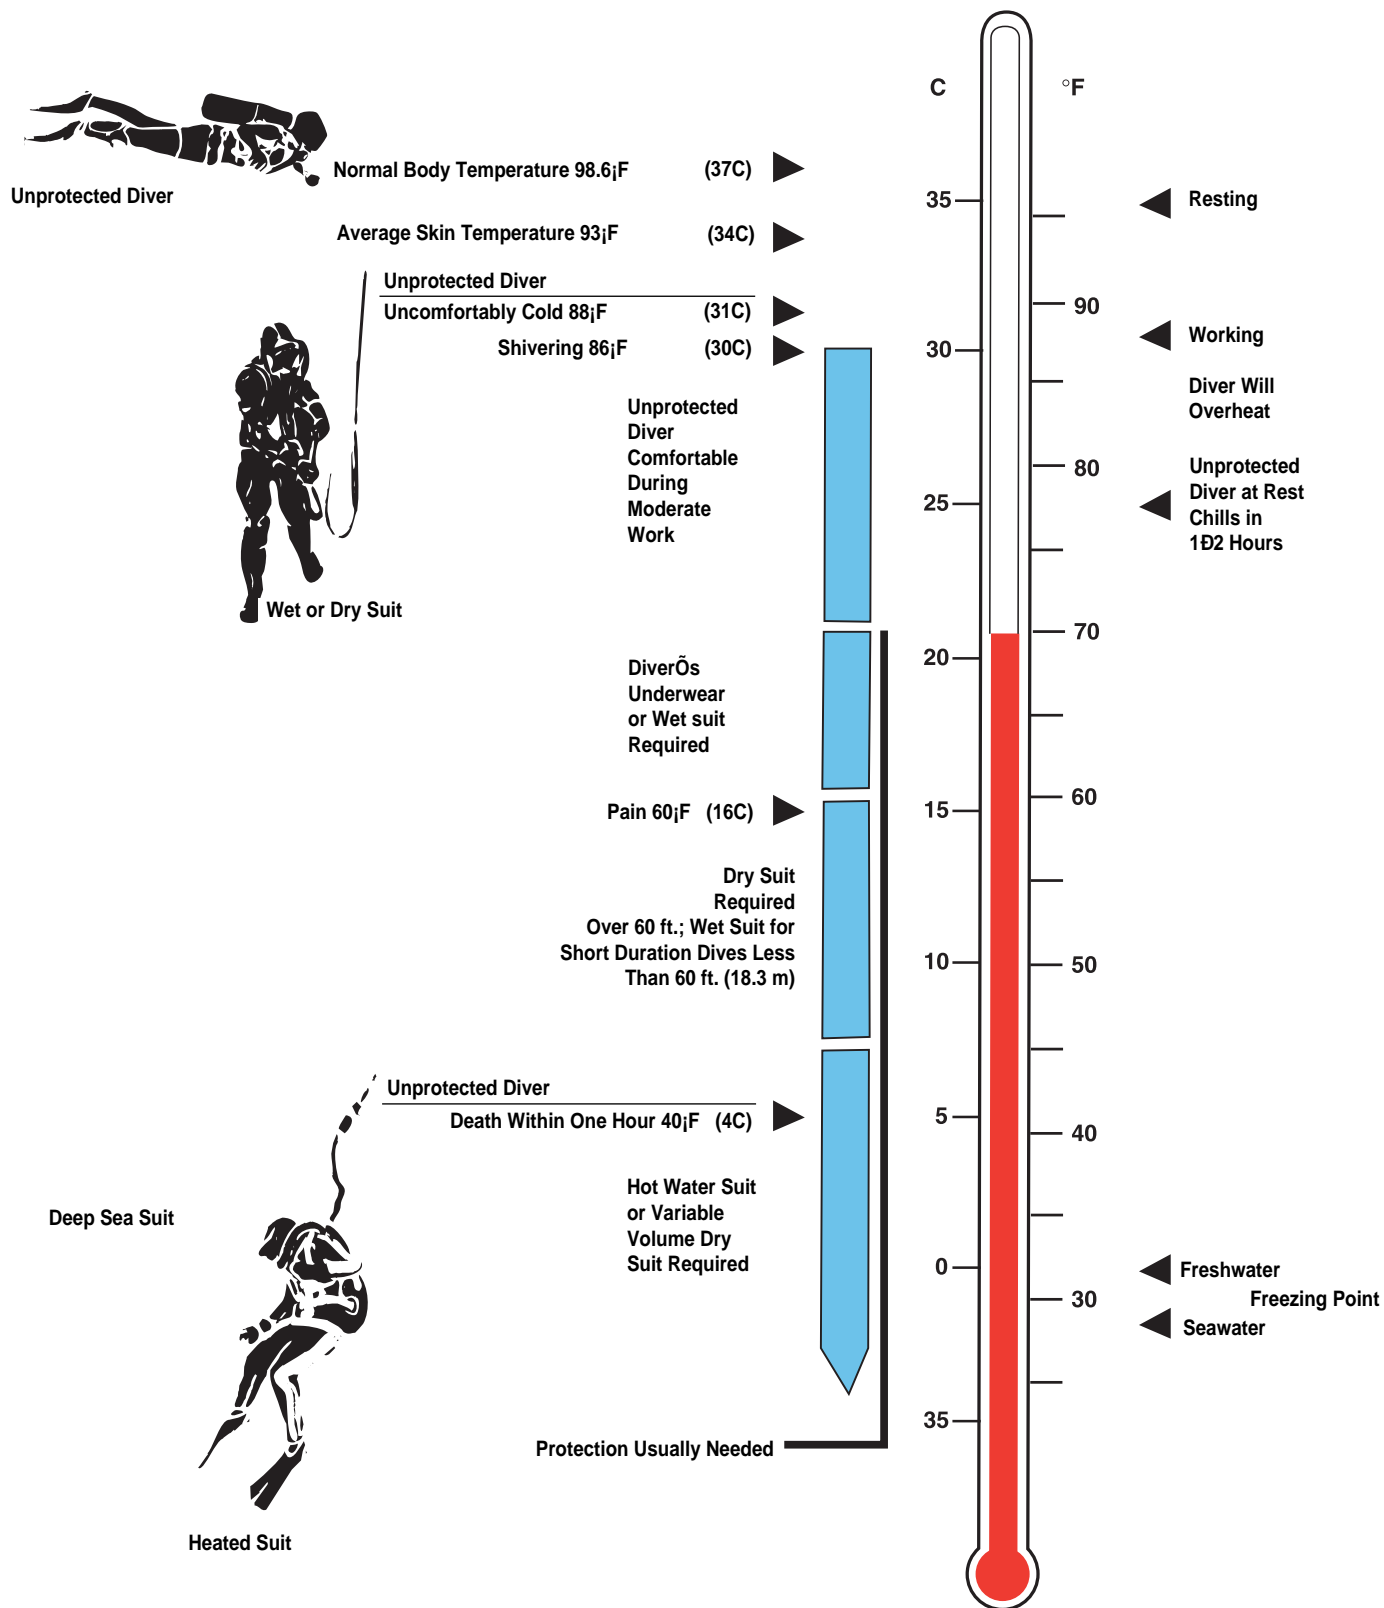 C °F
Unprotected Diver
Normal Body Temperature 98.6¡F (37C)
Average Skin Temperature 93¡F (34C)
Unprotected Diver
Uncomfortably Cold 88¡F (31C)
Shivering 86¡F (30C)
Unprotected
Diver
Comfortable
During
Moderate
Work
Wet or Dry Suit
DiverÕs
Underwear
or Wet suit
Required
Pain 60¡F (16C)
Dry Suit
Required
Over 60 ft.; Wet Suit for
Short Duration Dives Less
Than 60 ft. (18.3 m)
Unprotected Diver
Death Within One Hour 40¡F (4C)
Deep Sea Suit
Hot Water Suit
or Variable
Volume Dry
Suit Required
Protection Usually Needed
Heated Suit
35
30
25
20
15
10
5
0
35
90
80
70
60
50
40
30
Resting
Working
Diver Will
Overheat
Unprotected
Diver at Rest
Chills in
1Ð2 Hours
Freshwater
Freezing Point
Seawater